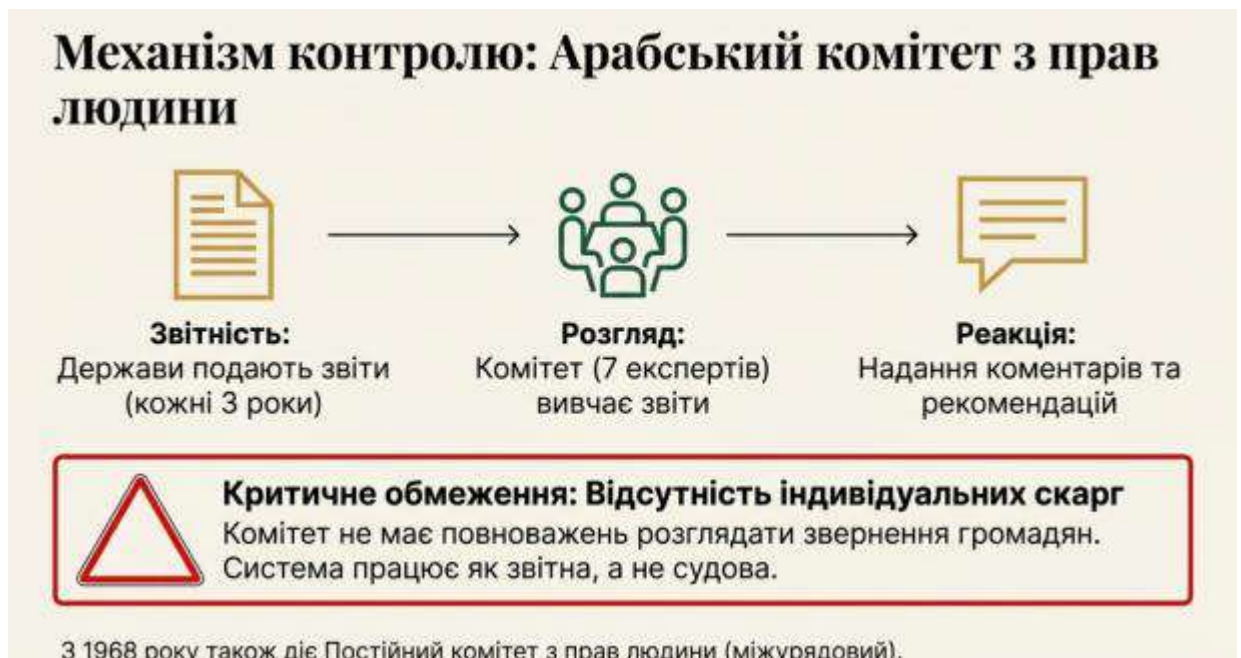 Механізм контролю: Арабський комітет з прав
людини
Звітність:
Держави подають звіти
(кожні 3 роки)
Розгляд:
Комітет (7 експертів)
вивчає звіти
Реакція:
Надання коментарів та
рекомендацій
Критичне обмеження: Відсутність індивідуальних скарг
Комітет не має повноважень розглядати звернення громадян.
Система працює як звітна, а не судова.
З 1968 року також діє Постійний комітет з прав людини (міжурядовий).